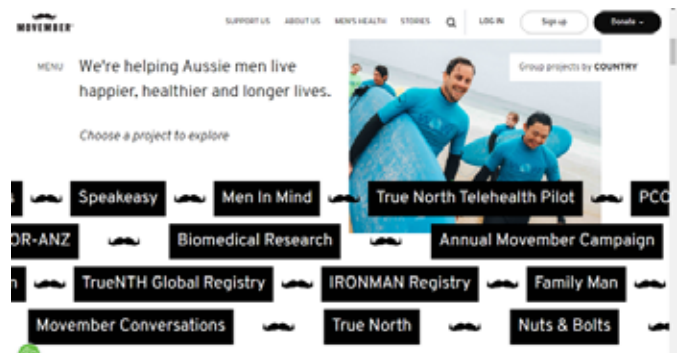 MOVEMBER
SUPPORT US ABOUT US MEN'S HEALTH STORIES LOG IN Sign up Donate
MENU
We're helping Aussie men live
happier, healthier and longer lives.
Group projects by COUNTRY
Choose a project to explore
Speakeasy Men In Mind True North Telehealth Pilot PCO
OR-ANZ Biomedical Research Annual Movember Campaign
TrueNTH Global Registry IRONMAN Registry Family Man
Movember Conversations True North Nuts & Bolts